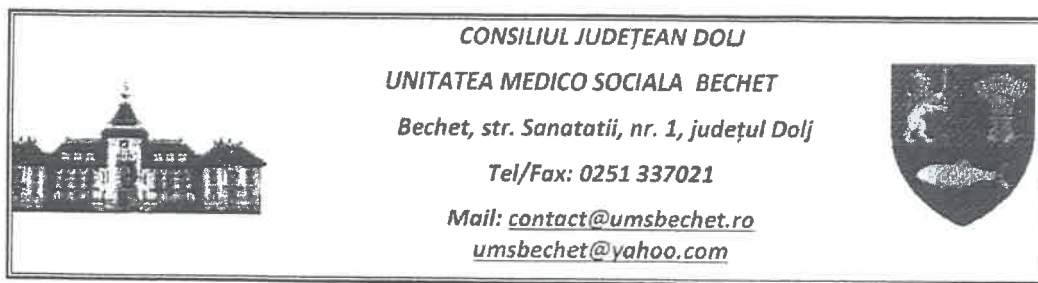 CONSILIUL JUDEȚEAN DOLJ
UNITATEA MEDICO SOCIALA BECHET
Bechet, str. Sanatatii, nr. 1, județul Dolj
Tel/Fax: 0251 337021
Mail: contact@umsbechet.ro
umsbechet@yahoo.com